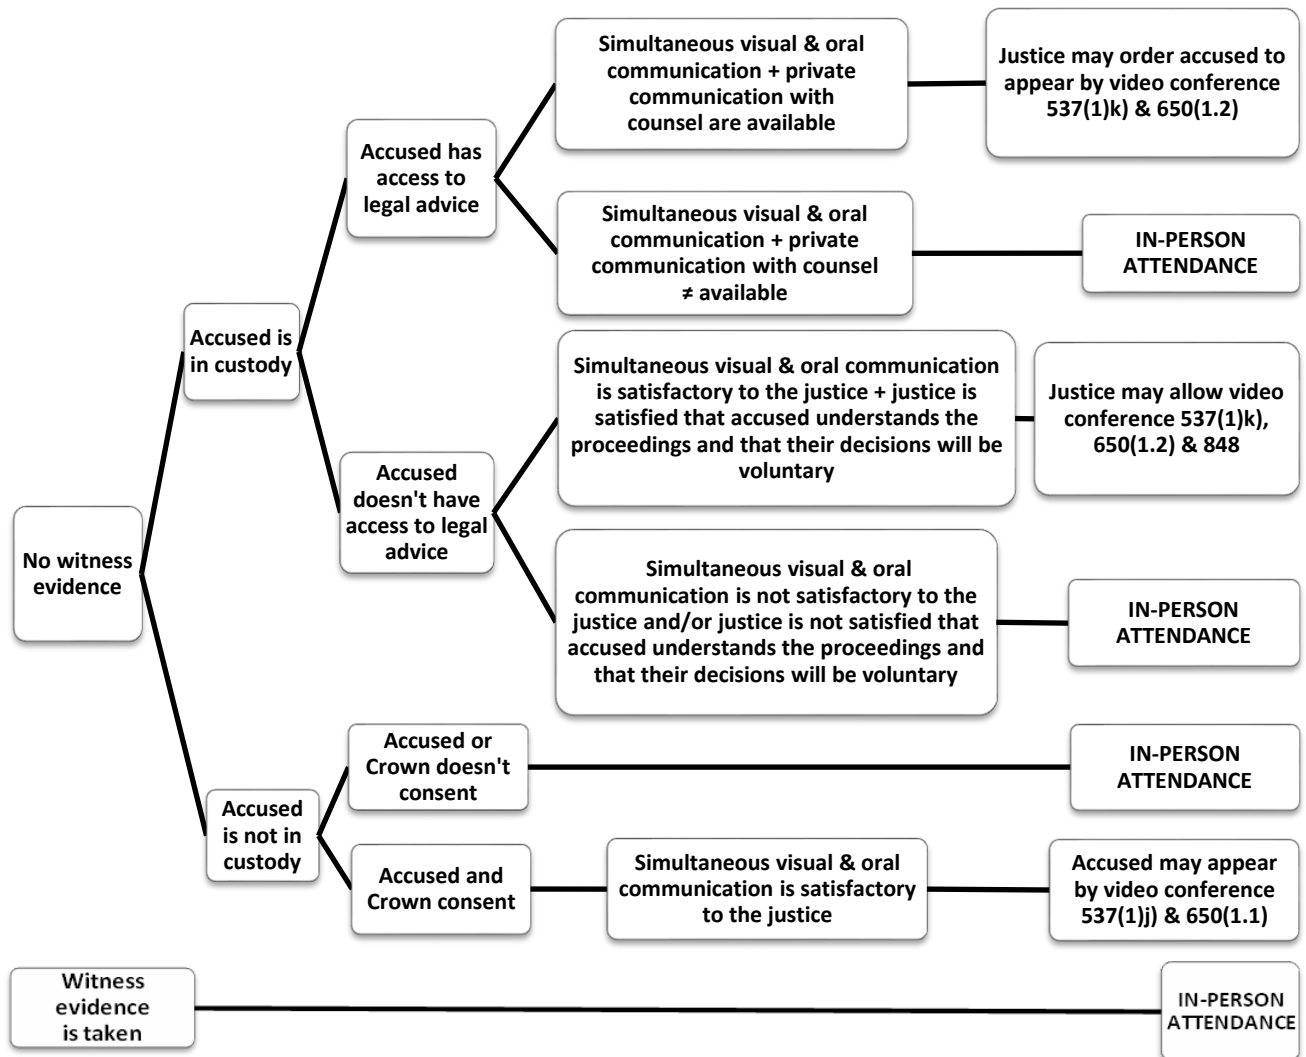 Simultaneous visual & oral
communication + private
communication with
counsel are available
Justice may order accused to
appear by video conference
537(1)k) & 650(1.2)
Accused has
access to
legal advice
Simultaneous visual & oral
communication + private
communication with counsel
≠ available
IN-PERSON
ATTENDANCE
Accused is
in custody
Simultaneous visual & oral communication
is satisfactory to the justice + justice is
satisfied that accused understands the
proceedings and that their decisions will be
voluntary
Justice may allow video
conference 537(1)k),
650(1.2) & 848
Accused
doesn't have
access to legal
advice
No witness
evidence
Simultaneous visual & oral
communication is not satisfactory to the
justice and/or justice is not satisfied that
accused understands the proceedings and
that their decisions will be voluntary
IN-PERSON
ATTENDANCE
Accused or
Crown doesn't
consent
IN-PERSON
ATTENDANCE
Accused
is not in
custody
Accused and
Crown consent
Simultaneous visual & oral
communication is satisfactory
to the justice
Accused may appear
by video conference
537(1)j) & 650(1.1)
Witness
evidence
is taken
IN-PERSON
ATTENDANCE